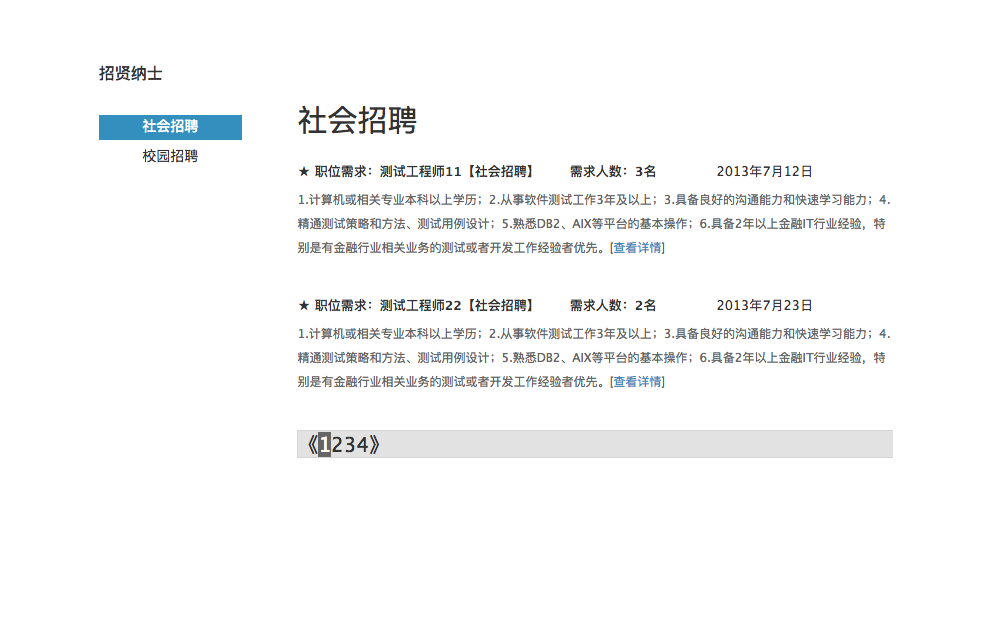 招贤纳士
社会招聘
校园招聘
社会招聘
★ 职位需求：测试工程师11【社会招聘】 需求人数：3名 2013年7月12日
1.计算机或相关专业本科以上学历；2.从事软件测试工作3年及以上；3.具备良好的沟通能力和快速学习能力；4.
精通测试策略和方法、测试用例设计；5.熟悉DB2、AIX等平台的基本操作；6.具备2年以上金融IT行业经验，特
别是有金融行业相关业务的测试或者开发工作经验者优先。[查看详情]
★ 职位需求：测试工程师22【社会招聘】 需求人数：2名 2013年7月23日
1.计算机或相关专业本科以上学历；2.从事软件测试工作3年及以上；3.具备良好的沟通能力和快速学习能力；4.
精通测试策略和方法、测试用例设计；5.熟悉DB2、AIX等平台的基本操作；6.具备2年以上金融IT行业经验，特
别是有金融行业相关业务的测试或者开发工作经验者优先。[查看详情]
《1234》